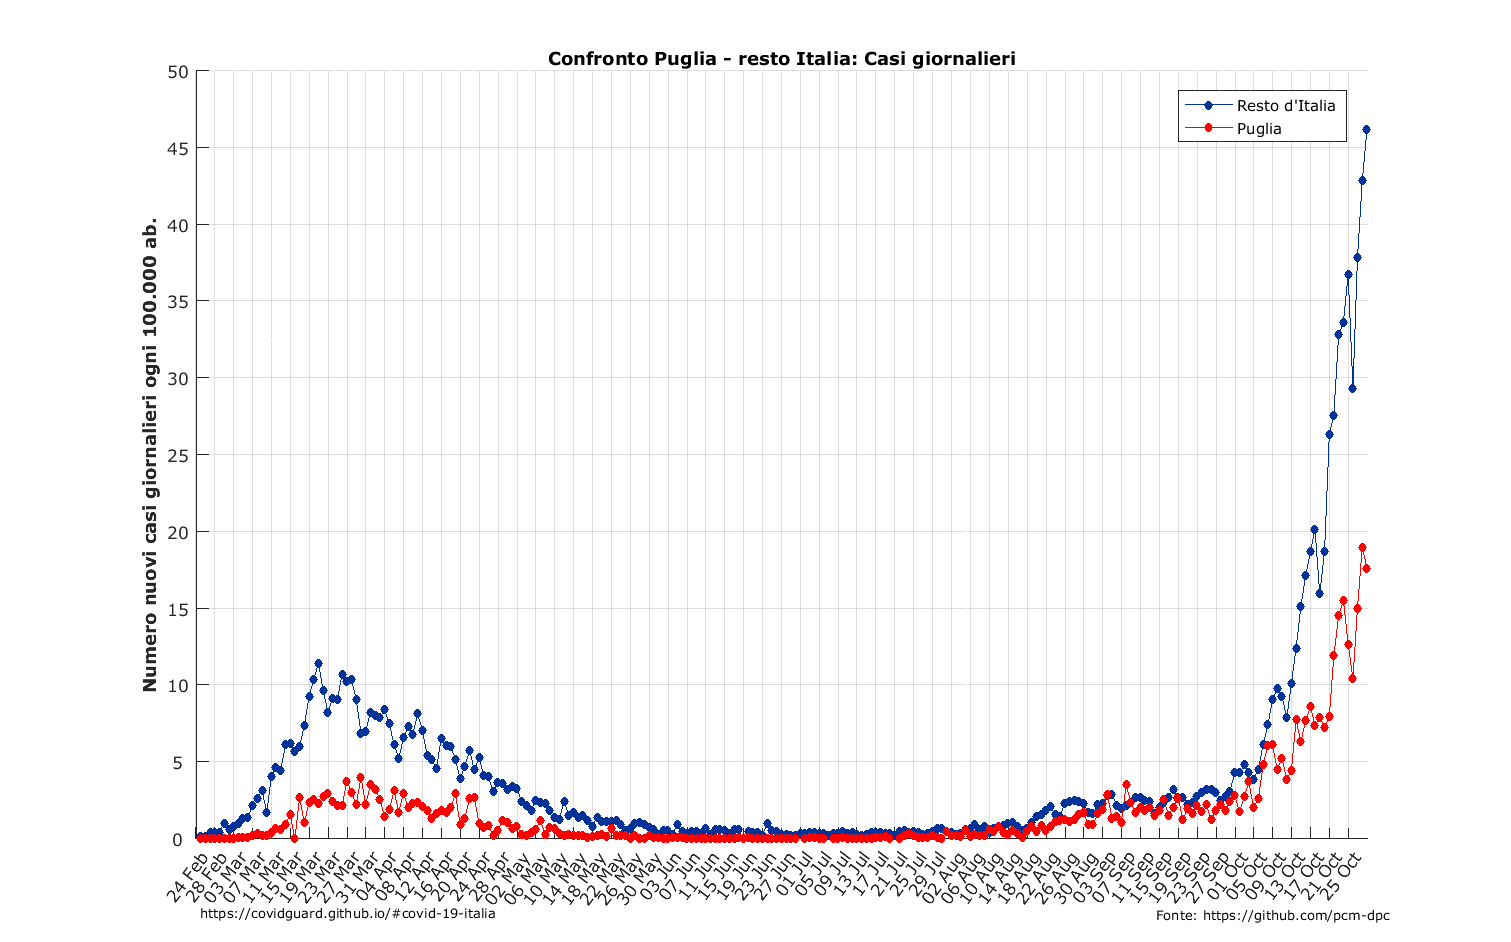 Confronto Puglia - resto Italia: Casi giornalieri
Resto d'Italia
Puglia
Numero nuovi casi giornalieri ogni 100.000 ab.
50
45
40
35
30
25
20
15
10
5
0
24 Feb
28 Feb
03 Mar
07 Mar
11 Mar
15 Mar
19 Mar
23 Mar
27 Mar
31 Mar
04 Apr
08 Apr
12 Apr
16 Apr
20 Apr
24 Apr
28 Apr
02 May
06 May
10 May
14 May
18 May
22 May
26 May
30 May
03 Jun
07 Jun
11 Jun
15 Jun
19 Jun
23 Jun
27 Jun
01 Jul
05 Jul
09 Jul
13 Jul
17 Jul
21 Jul
25 Jul
29 Jul
02 Aug
06 Aug
10 Aug
14 Aug
18 Aug
22 Aug
26 Aug
30 Aug
03 Sep
07 Sep
11 Sep
15 Sep
19 Sep
23 Sep
27 Sep
01 Oct
05 Oct
09 Oct
13 Oct
17 Oct
21 Oct
25 Oct
https://covidguard.github.io/#covid-19-italia
Fonte: https://github.com/pcm-dpc